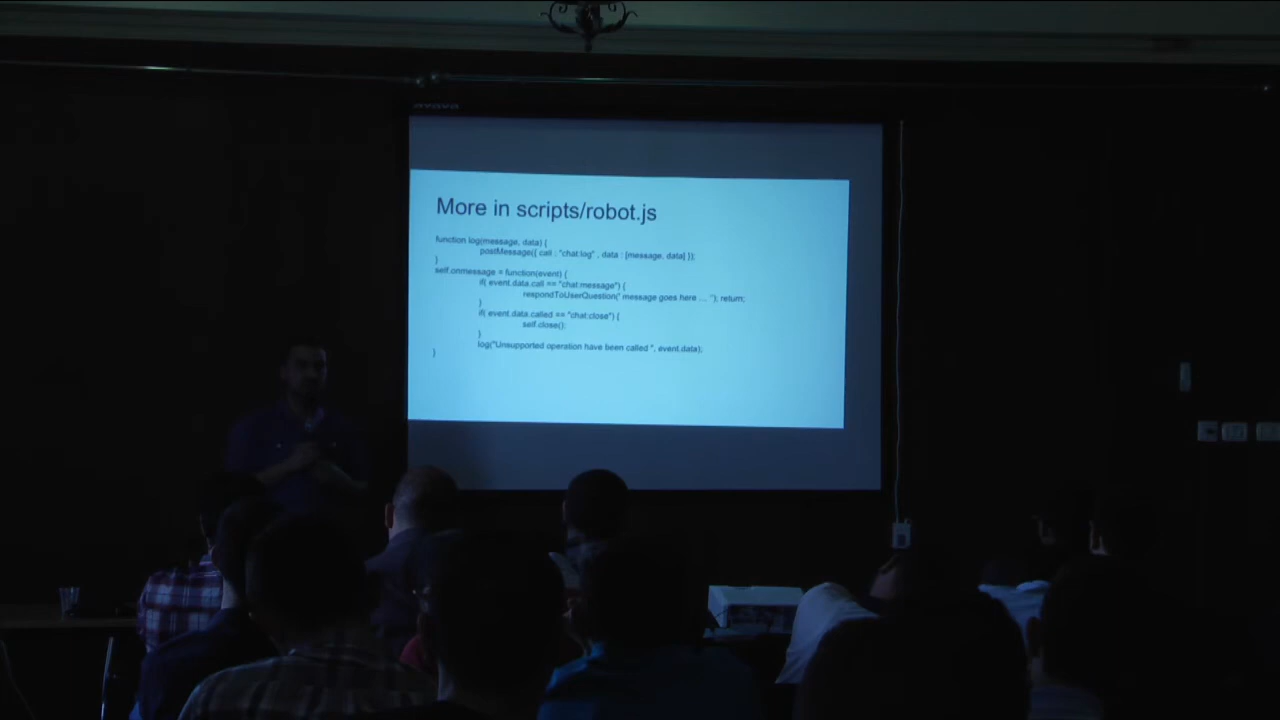 More in scripts/robot.js
function log(message, data) {
postMessage({ call : "chat:log" , data : [message, data] });
}
self.onmessage = function(event) {
if( event.data.call == "chat:message") {
respondToUserQuestion(" message goes here ... "); return;
}
if( event.data.called == "chat:close") {
self.close();
}
log("Unsupported operation have been called ", event.data);
}